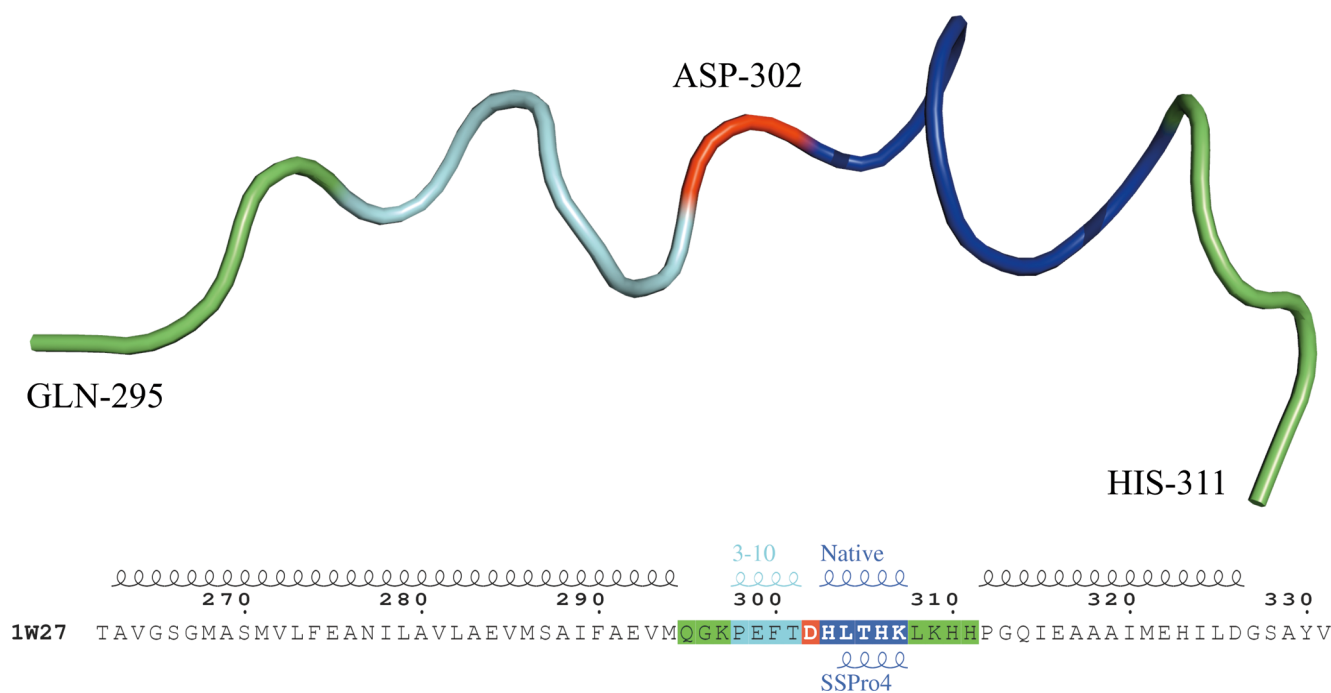 ASP-302
GLN-295
HIS-311
3-10 Native
270 280 290 300 310 320 330
1W27 TAVGSGMASMVLFEANILAVLAEVMSAIFAEVMQGKPEFTDHLTHKLKHHPGQIEAAAIMEHILDGSAYV
SSPro4